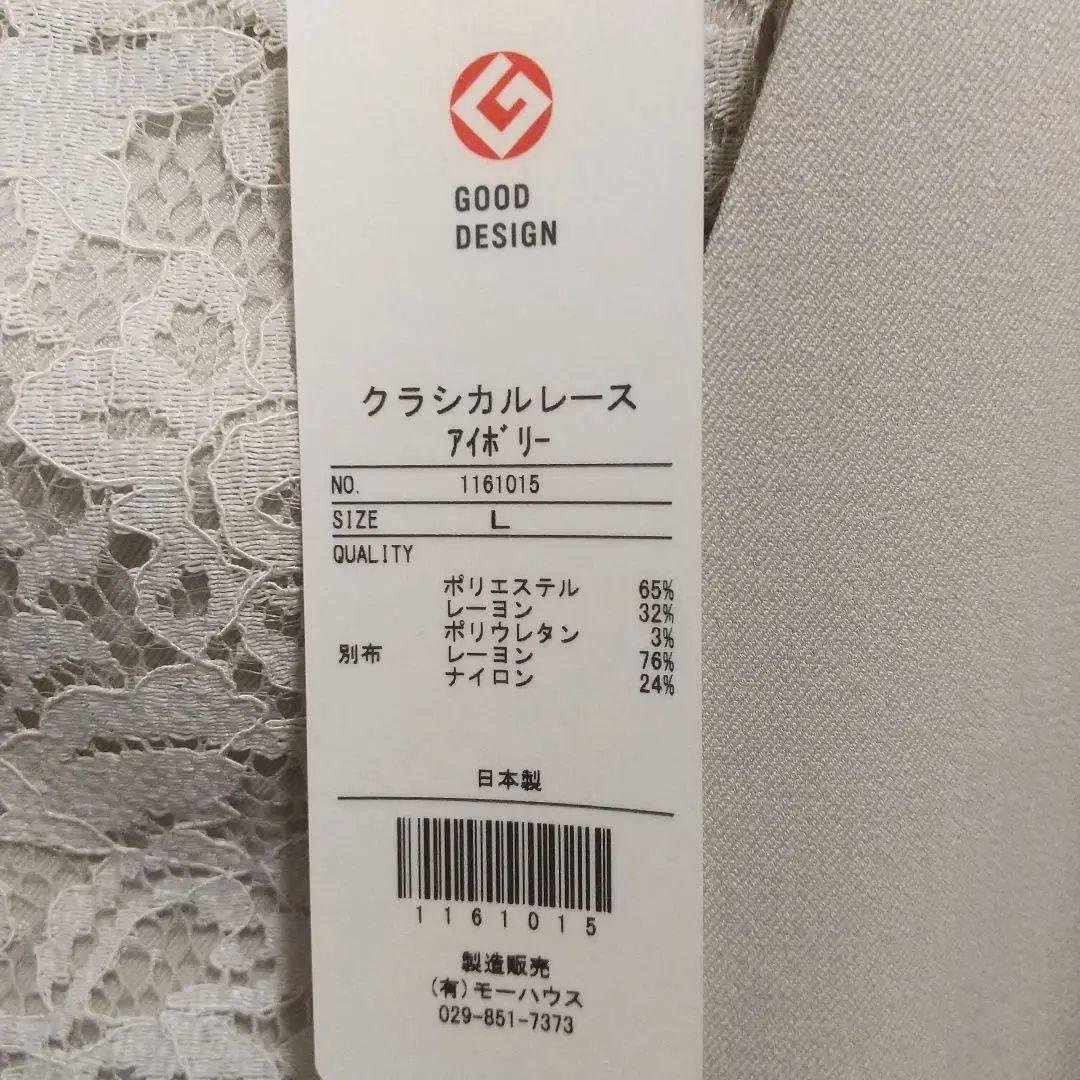 GOOD
DESIGN
クラシカルレース
ｱｲﾎﾞﾘｰ
NO. 1161015
SIZE L
QUALITY
ポリエステル 65%
レーヨン 32%
ポリウレタン 3%
別布 レーヨン 76%
ナイロン 24%
日本製
1161015
製造販売
(有)モーハウス
029-851-7373